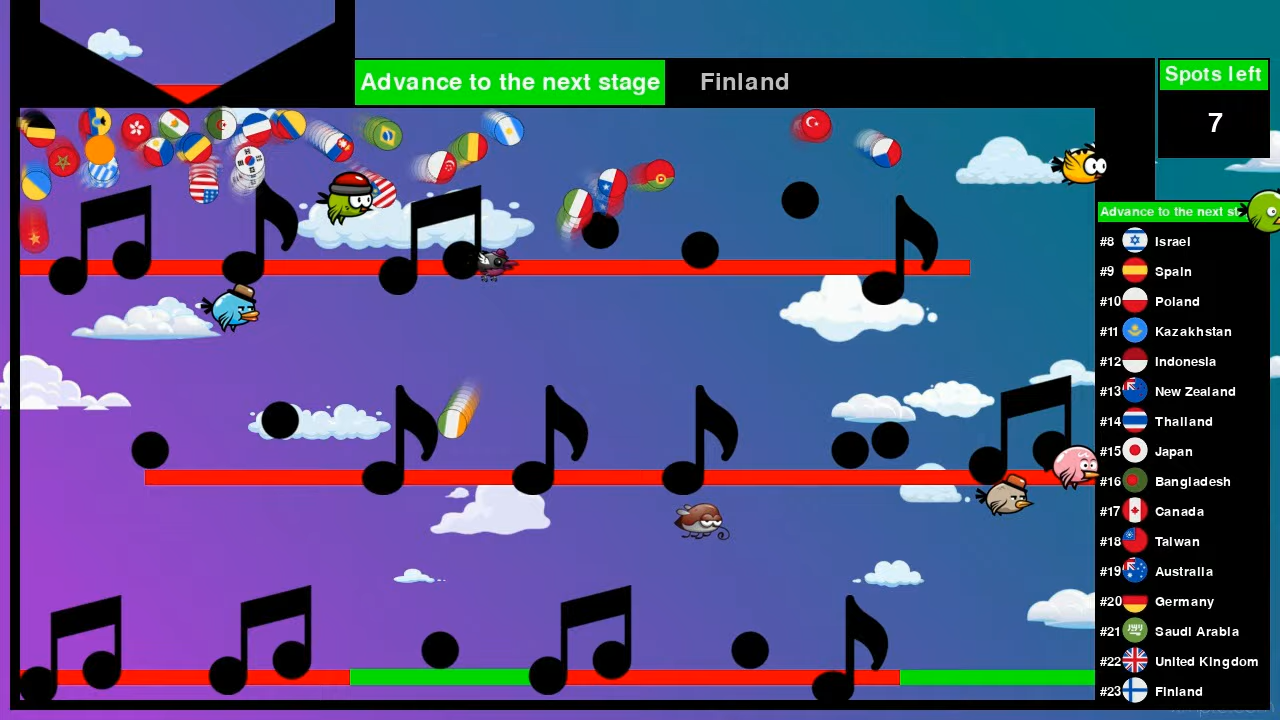 Advance to the next stage
Finland
Spots left
7
Advance to the next st
#8 Israel
#9 Spain
#10 Poland
#11 Kazakhstan
#12 Indonesia
#13 New Zealand
#14 Thailand
#15 Japan
#16 Bangladesh
#17 Canada
#18 Taiwan
#19 Australia
#20 Germany
#21 Saudi Arabia
#22 United Kingdom
#23 Finland